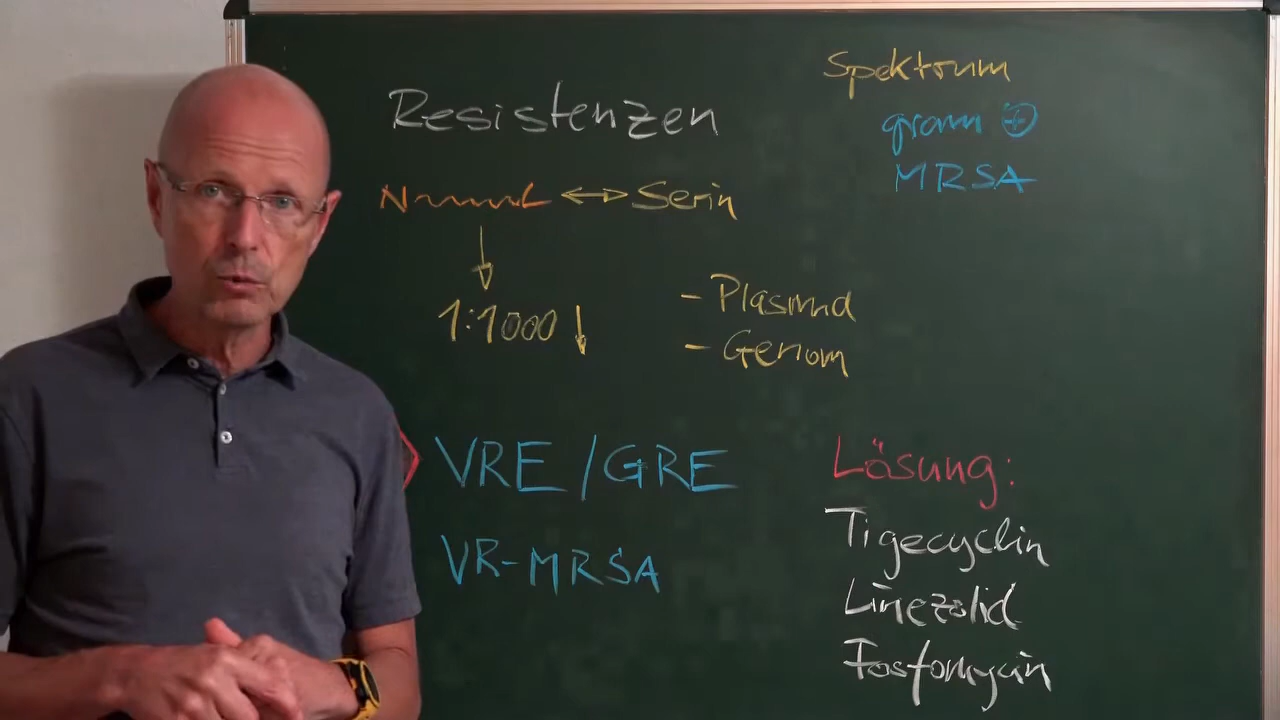 Resistenzen
↔ Serin
↓
1:1000 ↓
- Plasmid
- Genom
VRE / GRE
VR-MRSA
Spektrum
gram ⊕
MRSA
Lösung:
Tigecyclin
Linezolid
Fosfomycin